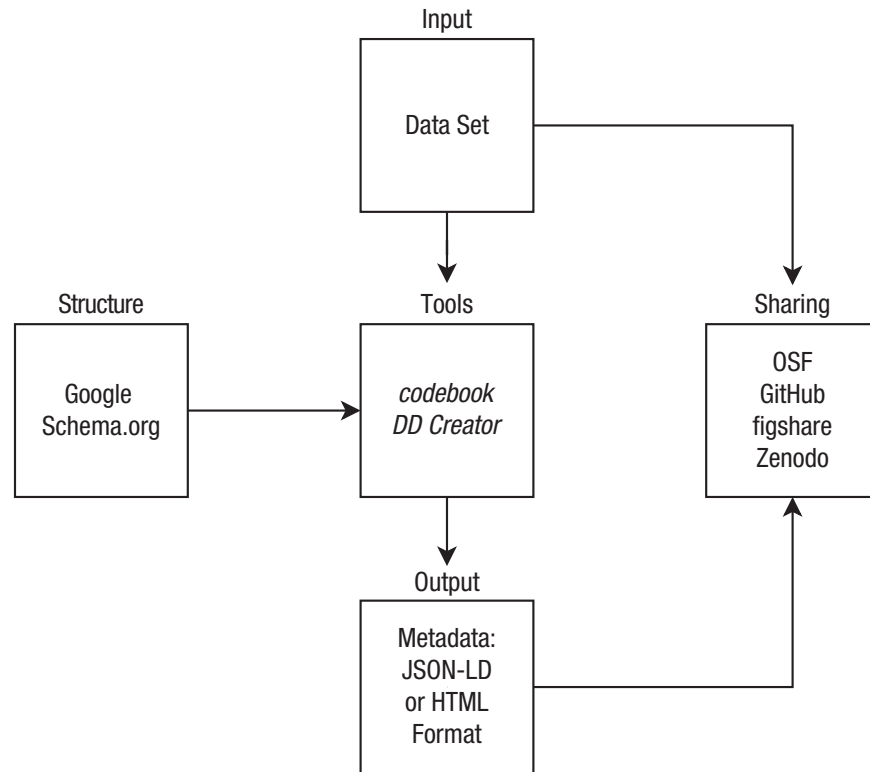 Input
Data Set
Structure
Google
Schema.org
Tools
codebook
DD Creator
Sharing
OSF
GitHub
figshare
Zenodo
Output
Metadata:
JSON-LD
or HTML
Format